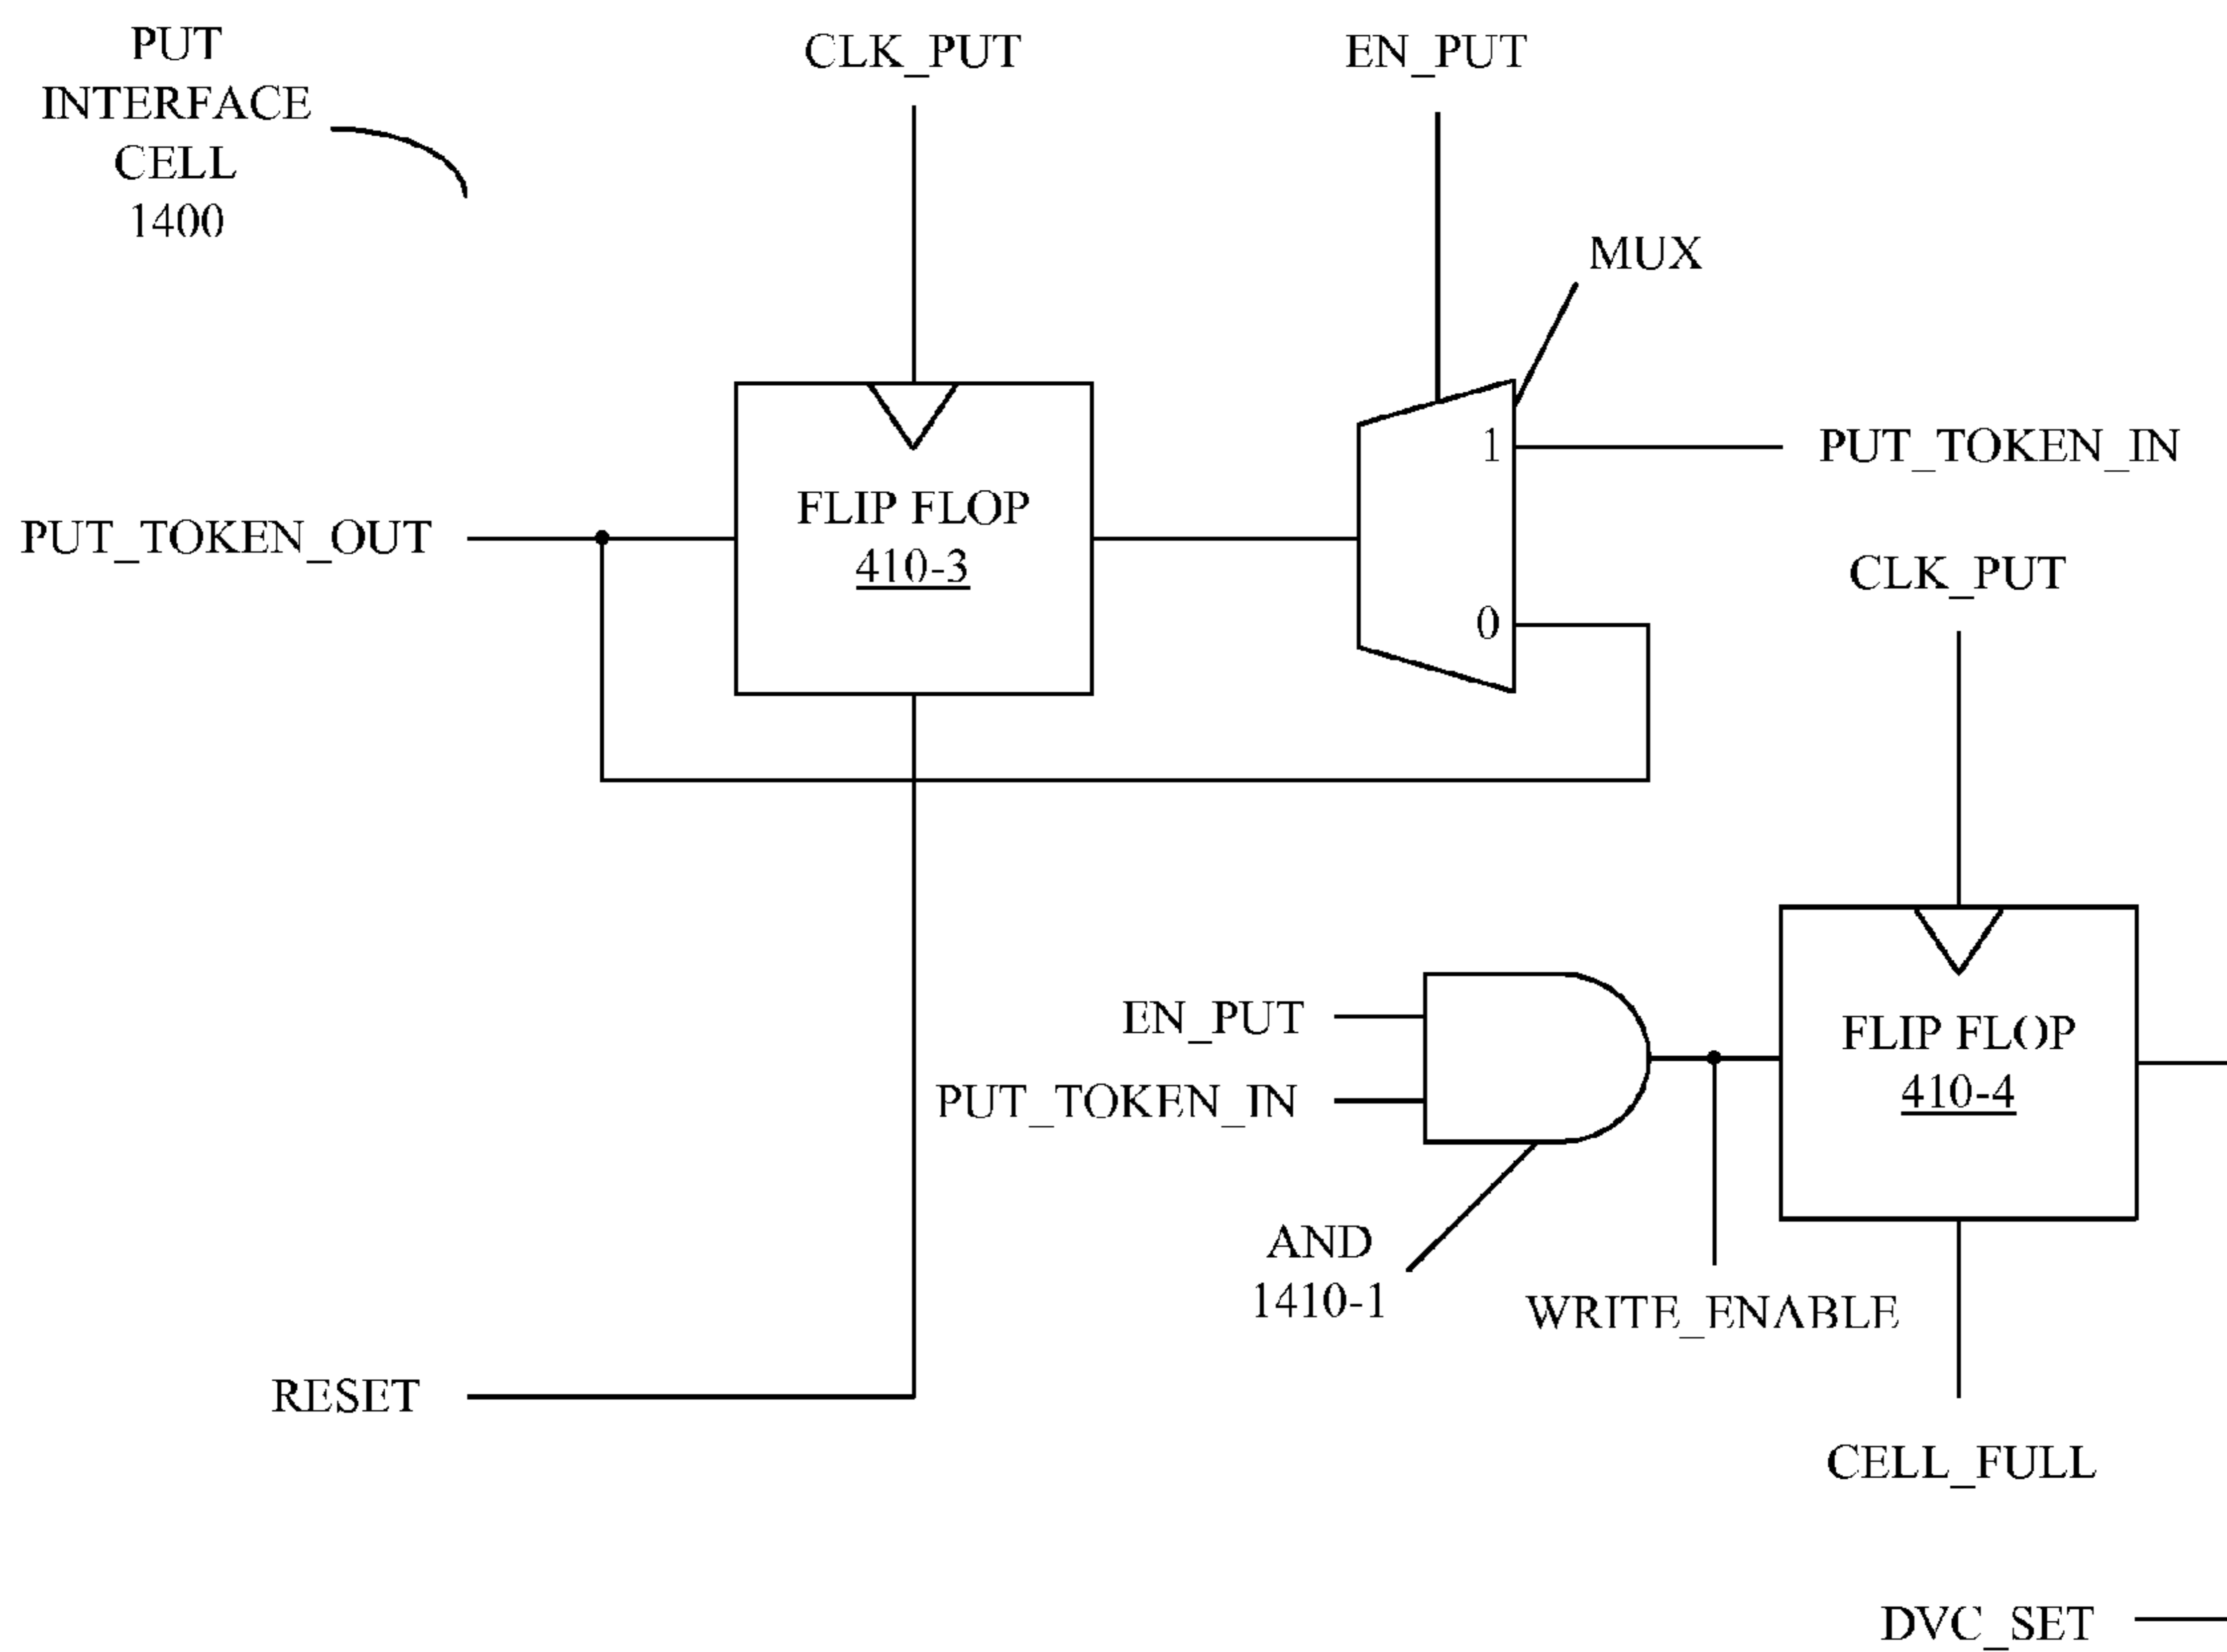 PUT
INTERFACE
CELL
1400
CLK_PUT
EN_PUT
MUX
1
PUT_TOKEN_IN
PUT_TOKEN_OUT
FLIP FLOP
410-3
0
CLK_PUT
EN_PUT
PUT_TOKEN_IN
FLIP FLOP
410-4
AND
1410-1
WRITE_ENABLE
RESET
CELL_FULL
DVC_SET